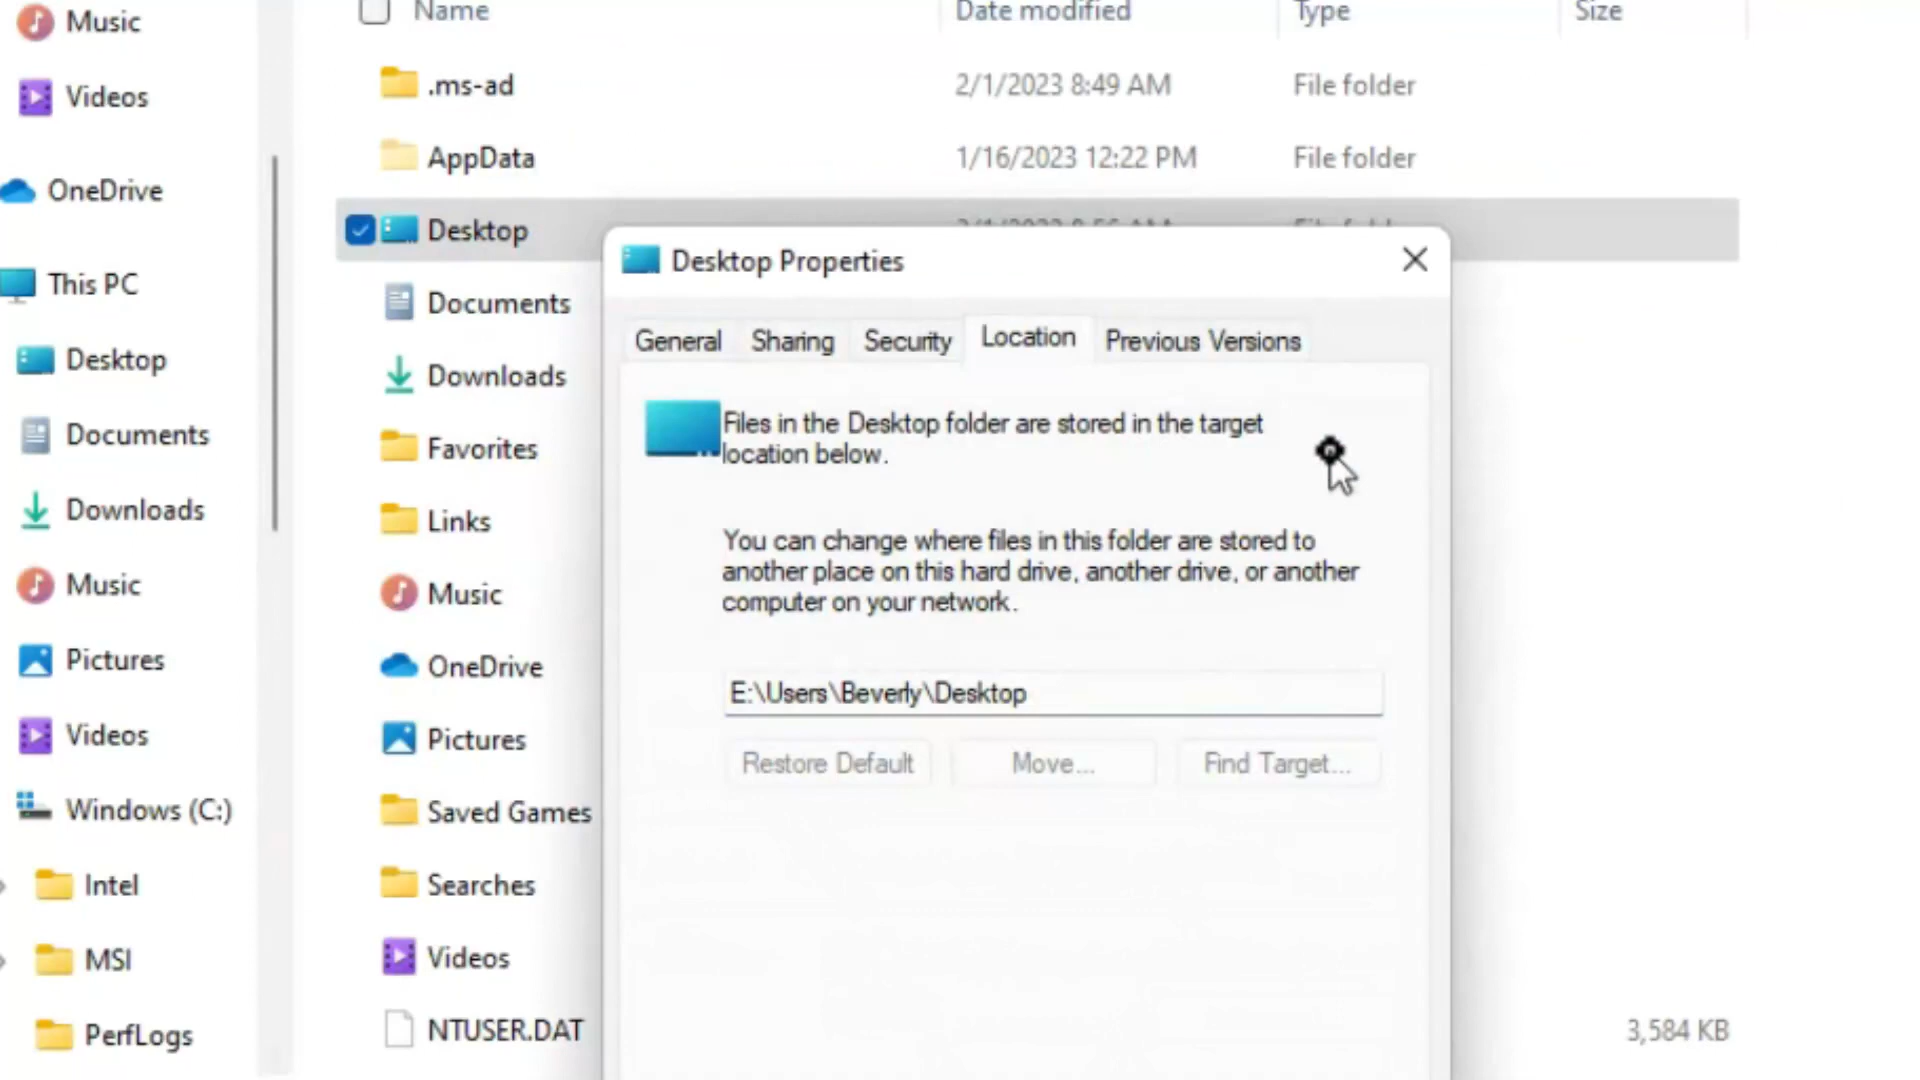 Music
Videos
OneDrive
This PC
Desktop
Documents
Downloads
Music
Pictures
Videos
Windows (C:)
Intel
MSI
PerfLogs
Name Date modified Type Size
.ms-ad 2/1/2023 8:49 AM File folder
AppData 1/16/2023 12:22 PM File folder
Desktop
Documents
Downloads
Favorites
Links
Music
OneDrive
Pictures
Saved Games
Searches
Videos
NTUSER.DAT 3,584 KB
Desktop Properties
General Sharing Security Location Previous Versions
Files in the Desktop folder are stored in the target
location below.
You can change where files in this folder are stored to
another place on this hard drive, another drive, or another
computer on your network.
E:\Users\Beverly\Desktop
Restore Default Move... Find Target...